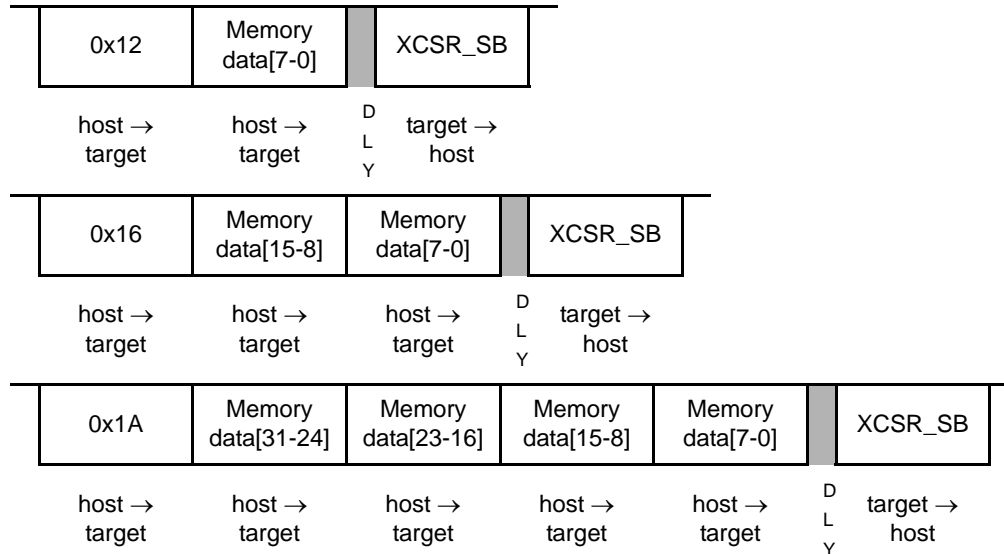 0x12 Memory data[7-0] XCSR_SB
host → target host → target D L Y target → host
0x16 Memory data[15-8] Memory data[7-0] XCSR_SB
host → target host → target host → target D L Y target → host
0x1A Memory data[31-24] Memory data[23-16] Memory data[15-8] Memory data[7-0] XCSR_SB
host → target host → target host → target host → target host → target D L Y target → host